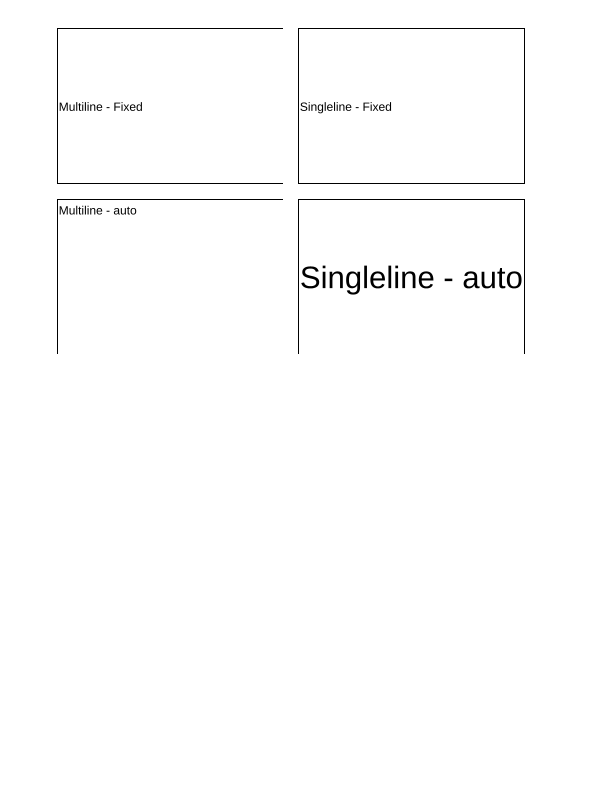 Multiline - Fixed
Singleline - Fixed
Multiline - auto
Singleline - auto